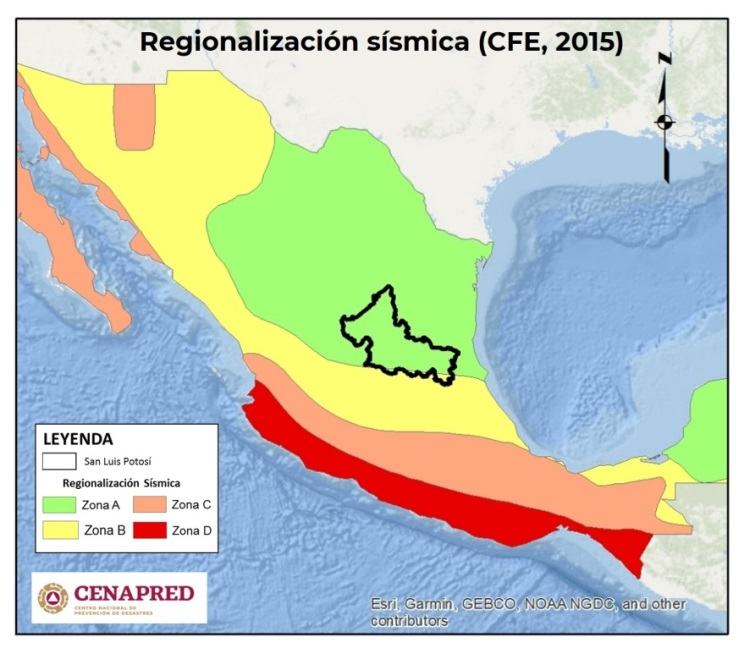 Regionalización sísmica (CFE, 2015)
Z
LEYENDA
San Luis Potosí
Regionalización Sísmica
Zona A
Zona C
Zona B
Zona D
CENAPRED
CENTRO NACIONAL DE
PREVENCIÓN DE DESASTRES
Esri, Garmin, GEBCO, NOAA NGDC, and other
contributors